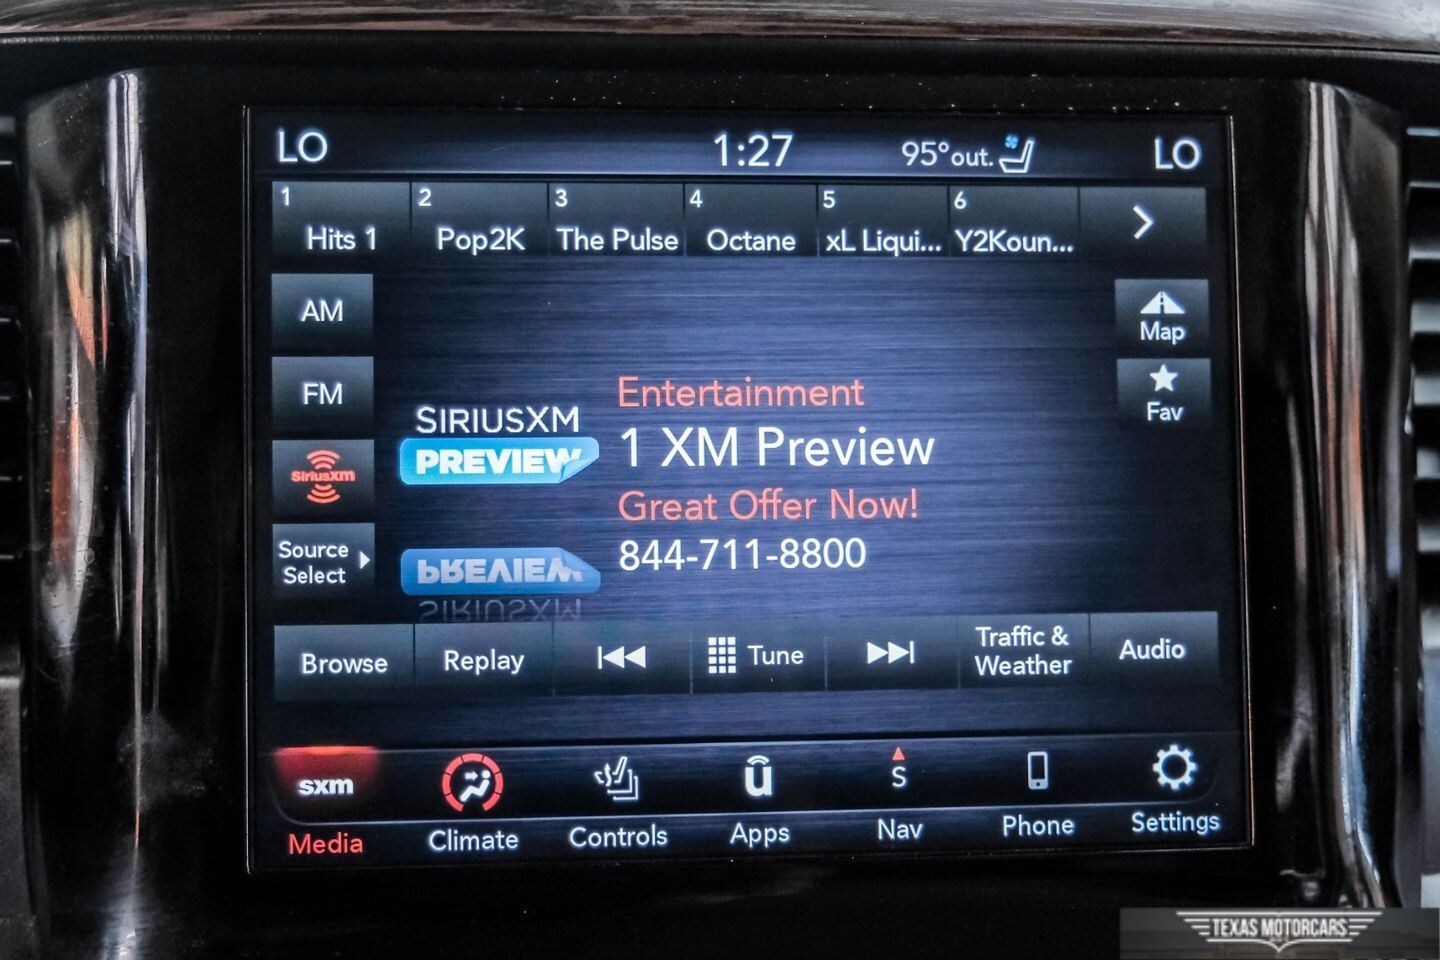 LO 1:27 95° out. LO
1 2 3 4 5 6
Hits 1 Pop2K The Pulse Octane xL Liqui... Y2Koun...
AM
Map
FM
Fav
SIRIUSXM
PREVIEW
Entertainment
1 XM Preview
Great Offer Now!
844-711-8800
SiriusXM
Source
Select
PREVIEW
SIRIUSXM
Browse Replay Tune Traffic &
Weather Audio
sxm
u
S
Media Climate Controls Apps Nav Phone Settings
TEXAS MOTORCARS